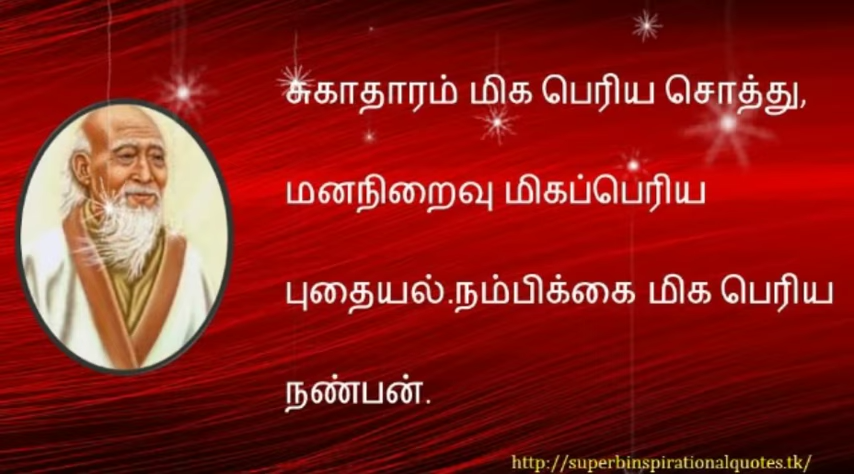 சுகாதாரம் மிக பெரிய சொத்து,
மனநிறைவு மிகப்பெரிய
புதையல்.நம்பிக்கை மிக பெரிய
நண்பன்.
http://superbinspirationalquotes.tk/